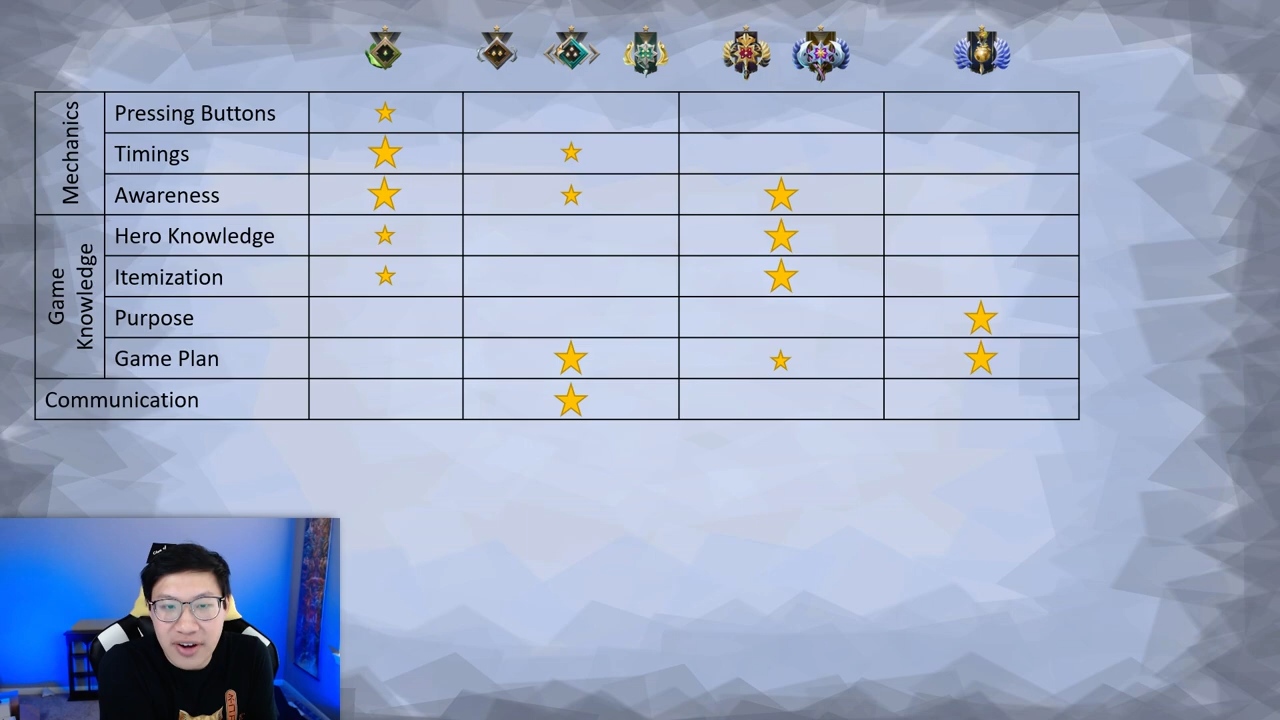 Mechanics
Pressing Buttons
Timings
Awareness
Game
Knowledge
Hero Knowledge
Itemization
Purpose
Game Plan
Communication